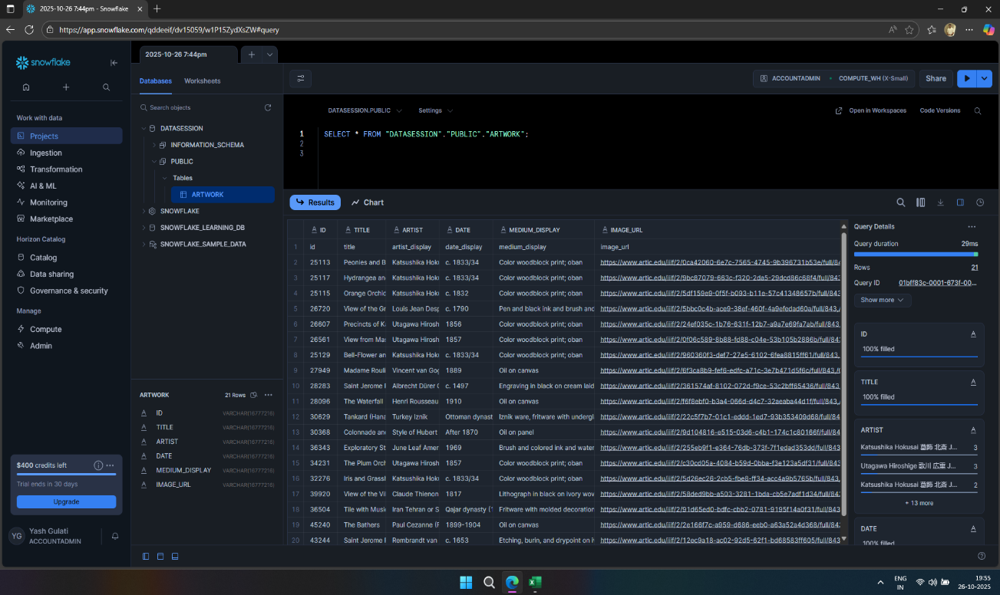 2025-10-26 7:44pm - Snowflake
https://app.snowflake.com/qddeeif/dv15059/w1P15ZydXsZW#query
snowflake
Work with data
Projects
Ingestion
Transformation
AI & ML
Monitoring
Marketplace
Horizon Catalog
Catalog
Data sharing
Governance & security
Manage
Compute
Admin
$400 credits left
Trial ends in 30 days
Upgrade
YG
Yash Gulati
ACCOUNTADMIN
2025-10-26 7:44pm
Databases Worksheets
Search objects
DATASESSION
INFORMATION_SCHEMA
PUBLIC
Tables
ARTWORK
SNOWFLAKE
SNOWFLAKE_LEARNING_DB
SNOWFLAKE_SAMPLE_DATA
ARTWORK 21 Rows
A ID VARCHAR(16777216)
A TITLE VARCHAR(16777216)
A ARTIST VARCHAR(16777216)
A DATE VARCHAR(16777216)
A MEDIUM_DISPLAY VARCHAR(16777216)
A IMAGE_URL VARCHAR(16777216)
ACCOUNTADMIN COMPUTE_WH (X-Small) Share
DATASESSION.PUBLIC Settings Open in Workspaces Code Versions
1 SELECT * FROM "DATASESSION"."PUBLIC"."ARTWORK";
2
3
Results Chart
A ID A TITLE A ARTIST A DATE A MEDIUM_DISPLAY A IMAGE_URL
1 id title artist_display date_display medium_display image_url
2 25113 Peonies and B Katsushika Hok c. 1833/34 Color woodblock print; oban https://www.artic.edu/iiif/2/0ca42060-6e7c-7565-4745-9b396731b53e/full/84
3 25117 Hydrangea an Katsushika Hok c. 1833/34 Color woodblock print; oban https://www.artic.edu/iiif/2/9bc87079-663c-f320-2da5-29dcd86c68f4/full/
4 25115 Orange Orchi Katsushika Hok c. 1832 Color woodblock print; oban https://www.artic.edu/iiif/2/5df159e9-0f5f-b093-b11e-57c41348657b/full/8
5 26720 View of the Gr Louis Jean Desp c. 1790 Pen and black ink and brush and https://www.artic.edu/iiif/2/5bbc0c4b-ace9-38ef-460f-4a9efedad60a/full/843,
6 26607 Precincts of K Utagawa Hirosh 1856 Color woodblock print; oban https://www.artic.edu/iiif/2/24ef035c-1b76-631f-12b7-a9a7e69fa7ab/full/84
7 26561 View from Mas Utagawa Hirosh 1857 Color woodblock print; oban https://www.artic.edu/iiif/2/0f06c589-8b88-fd88-c04e-53b105b2886b/full/8
8 25129 Bell-Flower an Katsushika Hok c. 1833/34 Color woodblock print; oban https://www.artic.edu/iiif/2/960360f3-def7-27e5-6102-6fea8815ff61/full/843,
9 27949 Madame Rouli Vincent van Gog 1889 Oil on canvas https://www.artic.edu/iiif/2/6f3ca8b9-fef6-edfc-a71c-3e7b471d5f6c/full/84
10 28283 Saint Jerome I Albrecht Dürer c. 1497 Engraving in black on cream laid https://www.artic.edu/iiif/2/361574af-8102-072d-f9ce-53c2bff65436/full/84
11 28096 The Waterfall Henri Rousseau 1910 Oil on canvas https://www.artic.edu/iiif/2/f6f8ebf0-b3a4-066d-d4c7-32aeaba44d1f/full/843,
12 30629 Tankard (Hana Turkey Iznik Ottoman dynast Iznik ware, fritware with undergl https://www.artic.edu/iiif/2/22c5f7b7-01c1-eddd-1ed7-93b353409d68/full/84
13 30368 Colonnade an Style of Hubert After 1870 Oil on panel https://www.artic.edu/iiif/2/9d104816-e515-03d6-c4b1-174c1c80166f/full/8
14 36343 Exploratory St June Leaf Amer 1969 Brush and colored ink and water https://www.artic.edu/iiif/2/255eb9f1-e364-76db-373f-7f1edad353dd/full/8
15 34231 The Plum Orch Utagawa Hirosh 1857 Color woodblock print; oban https://www.artic.edu/iiif/2/c30cd05a-4084-b59d-0bba-f3e123a5df31/full/8
16 32276 Iris and Grassh Katsushika Hok c. 1833/34 Color woodblock print; oban https://www.artic.edu/iiif/2/5d26ec26-2cb5-fbe8-ff34-acc4a9b5765b/full/8
17 39920 View of the Vil Claude Thienon 1817 Lithograph in black on ivory wov https://www.artic.edu/iiif/2/58ded9bb-a503-3281-1bda-cb5e7adf1d34/full/
18 36504 Tile with Music Iran Tehran or S Qajar dynasty (1 Fritware with molded decoration https://www.artic.edu/iiif/2/91d65ed0-bdfc-cbb2-0781-9195f14a0f31/full/8
19 45240 The Bathers Paul Cezanne (F 1899-1904 Oil on canvas https://www.artic.edu/iiif/2/2e166f7c-a959-d686-eeb0-a63a52a4d368/full/
20 43244 Saint Jerome I Rembrandt van c. 1653 Etching, burin, and drypoint on i https://www.artic.edu/iiif/2/12ec9a18-ac02-92d5-62f1-bd68583ff605/full/8
Query Details
Query duration 29ms
Rows 21
Query ID 01bff83c-0001-673f-00...
Show more
ID A
100% filled
TITLE A
100% filled
ARTIST A
Katsushika Hokusai 葛飾 北斎 J... 3
Utagawa Hiroshige 歌川 広重 J... 3
Katsushika Hokusai 葛飾 北斎 J... 2
+ 13 more
DATE A
100% filled
ENG
IN
19:55
26-10-2025